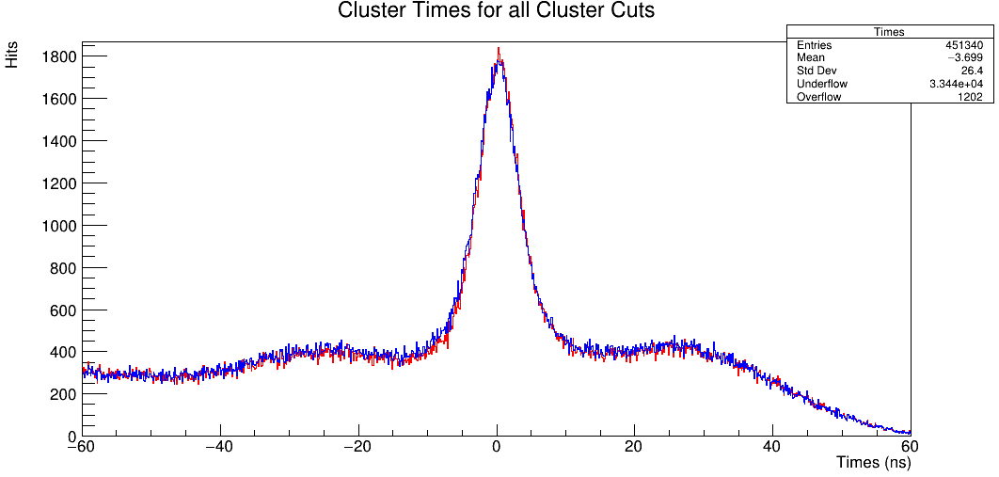 Cluster Times for all Cluster Cuts
Hits
Times
Entries 451340
Mean −3.699
Std Dev 26.4
Underflow 3.344e+04
Overflow 1202
1800
1600
1400
1200
1000
800
600
400
200
0
−60 −40 −20 0 20 40 60
Times (ns)